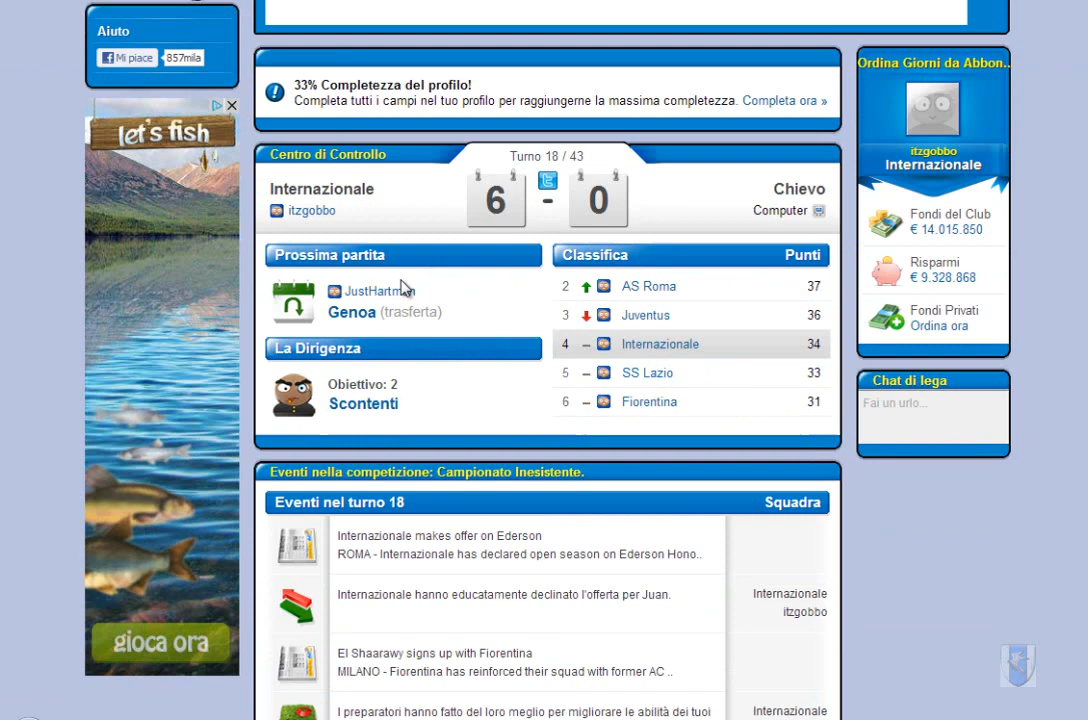 Aiuto
Mi piace 857mila
let's fish
gioca ora
33% Completezza del profilo!
Completa tutti i campi nel tuo profilo per raggiungerne la massima completezza. Completa ora »
Centro di Controllo
Turno 18 / 43
Internazionale
itzgobbo
6 - 0
Chievo
Computer
Prossima partita
JustHartm
Genoa (trasferta)
La Dirigenza
Obiettivo: 2
Scontenti
Classifica Punti
2 AS Roma 37
3 Juventus 36
4 – Internazionale 34
5 – SS Lazio 33
6 – Fiorentina 31
Eventi nella competizione: Campionato Inesistente.
Eventi nel turno 18 Squadra
Internazionale makes offer on Ederson
ROMA - Internazionale has declared open season on Ederson Hono..
Internazionale hanno educatamente declinato l'offerta per Juan.
Internazionale
itzgobbo
El Shaarawy signs up with Fiorentina
MILANO - Fiorentina has reinforced their squad with former AC ..
I preparatori hanno fatto del loro meglio per migliorare le abilità dei tuoi
Internazionale
Ordina Giorni da Abbon..
itzgobbo
Internazionale
Fondi del Club
€ 14.015.850
Risparmi
€ 9.328.868
Fondi Privati
Ordina ora
Chat di lega
Fai un urlo...